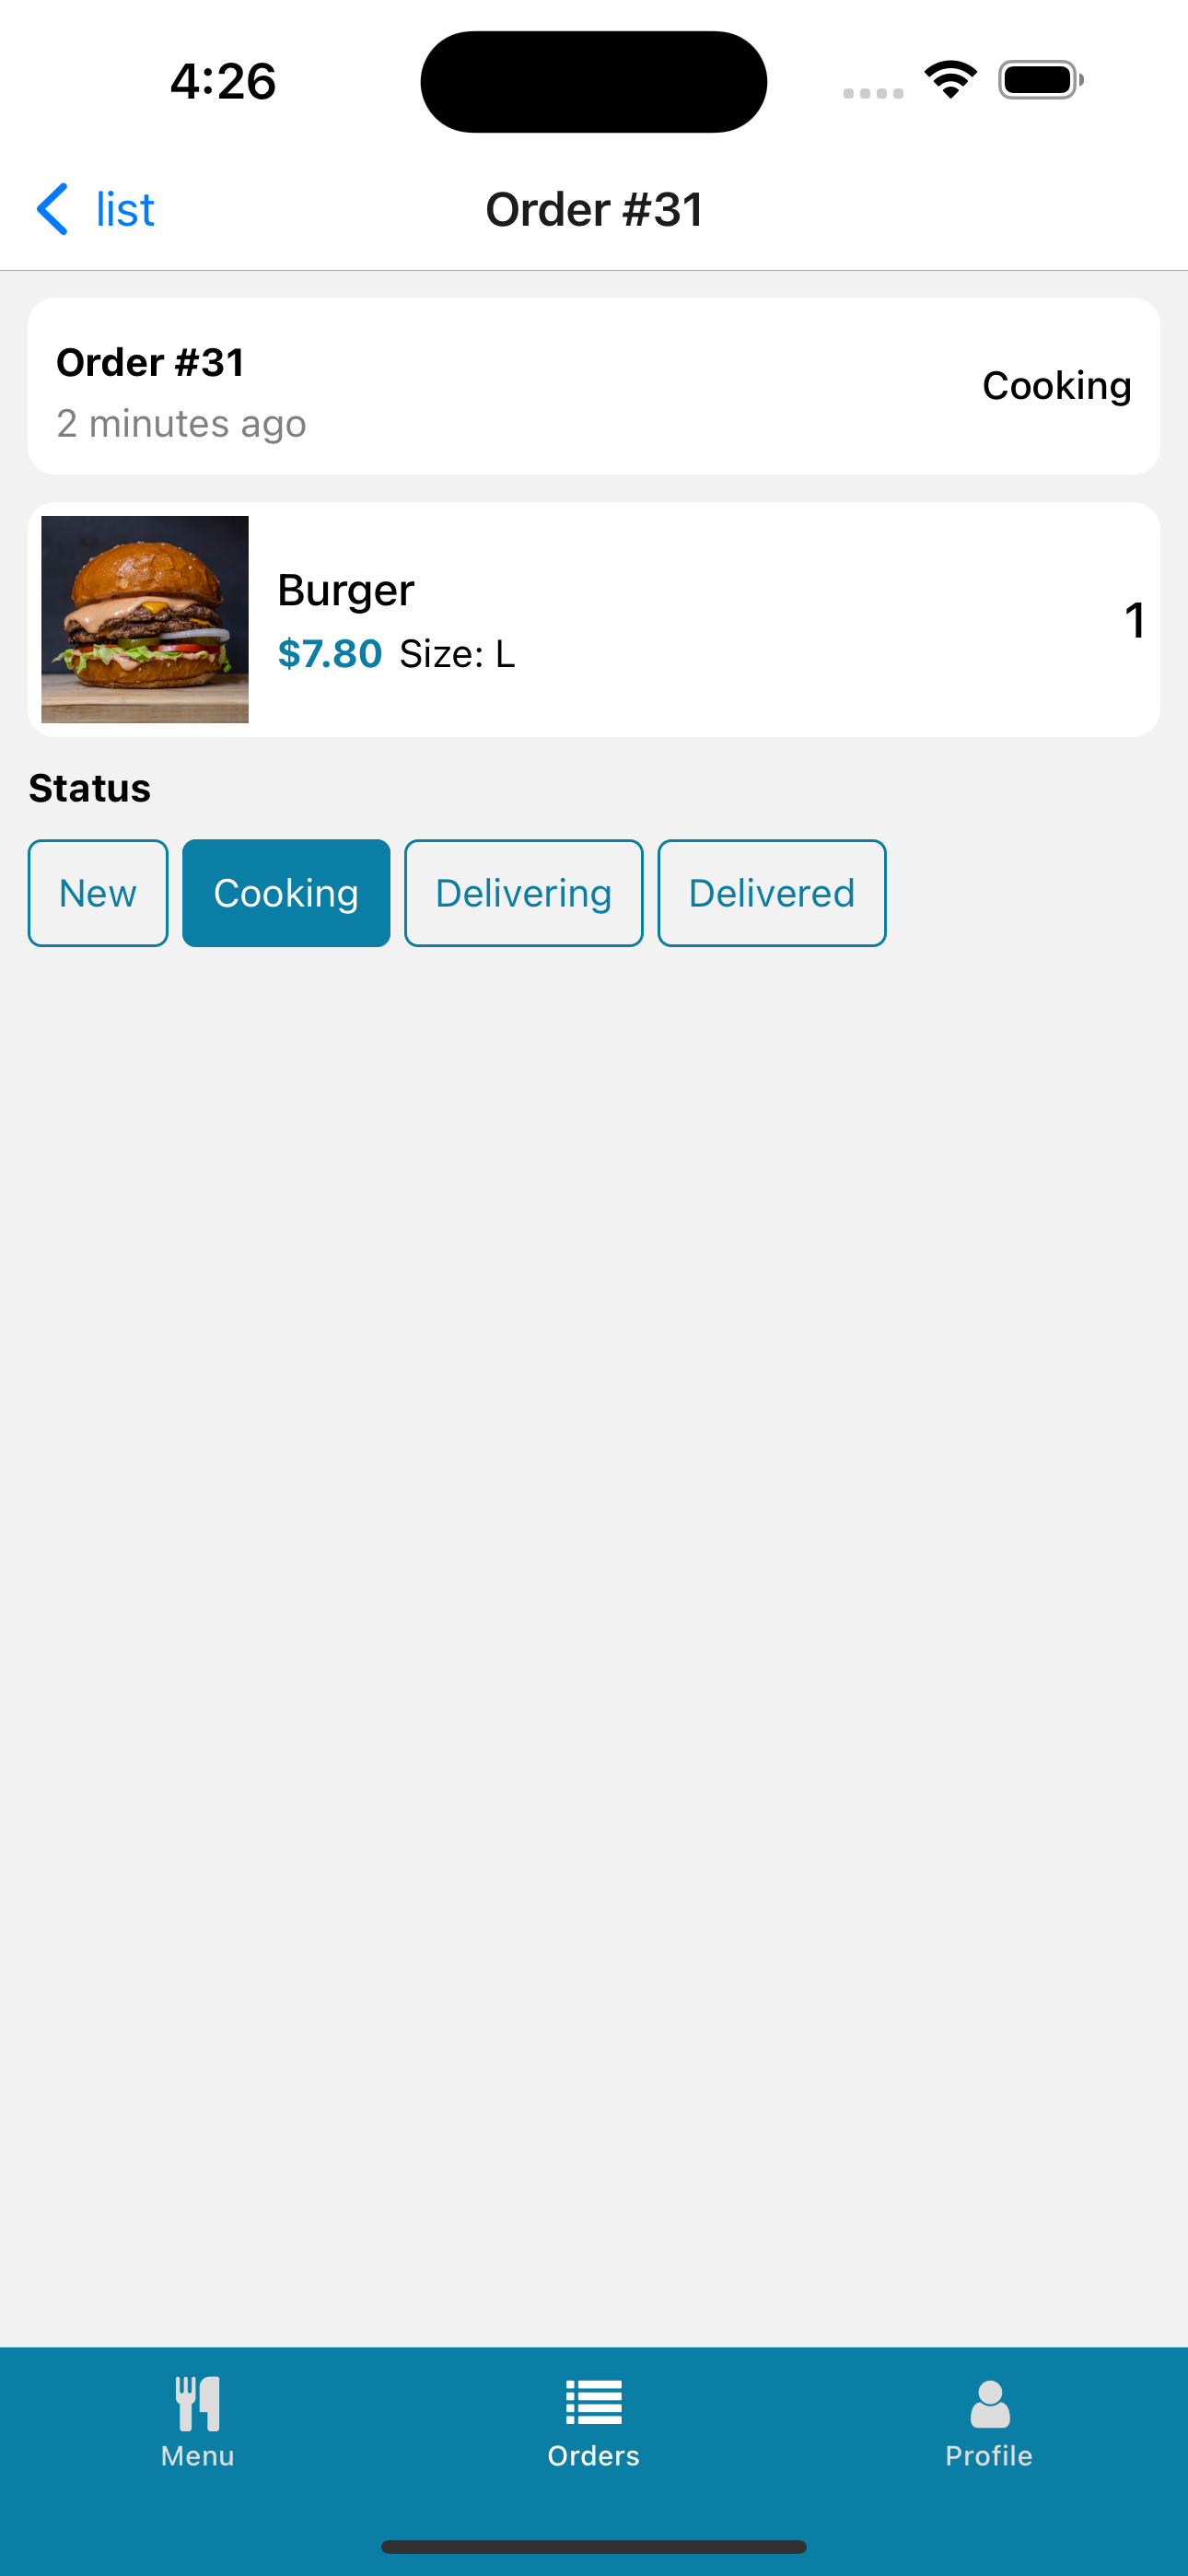 4:26
list
Order #31
Order #31
2 minutes ago
Cooking
Burger
$7.80 Size: L
1
Status
New
Cooking
Delivering
Delivered
Menu
Orders
Profile